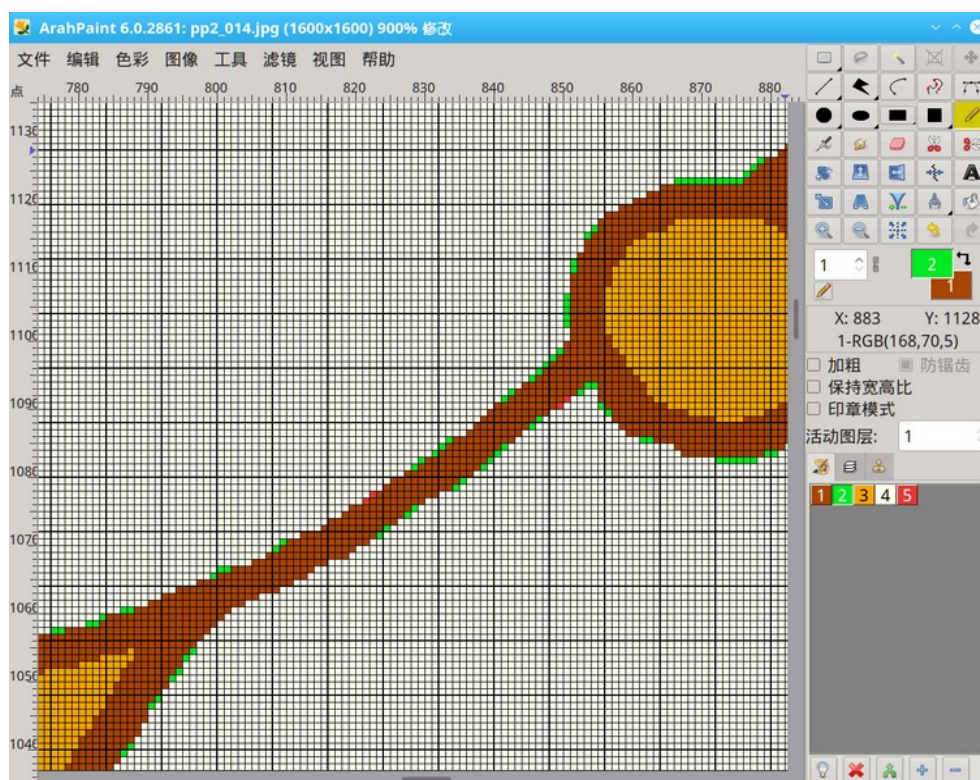 ArahPaint 6.0.2861: pp2_014.jpg (1600x1600) 900% 修改
文件 编辑 色彩 图像 工具 滤镜 视图 帮助
点 780 790 800 810 820 830 840 850 860 870 880
1130
1120
1110
1100
1090
1080
1070
1060
1050
1040
A
1 2
1
X: 883 Y: 1128
1-RGB(168,70,5)
加粗 防锯齿
保持宽高比
印章模式
活动图层: 1
1 2 3 4 5